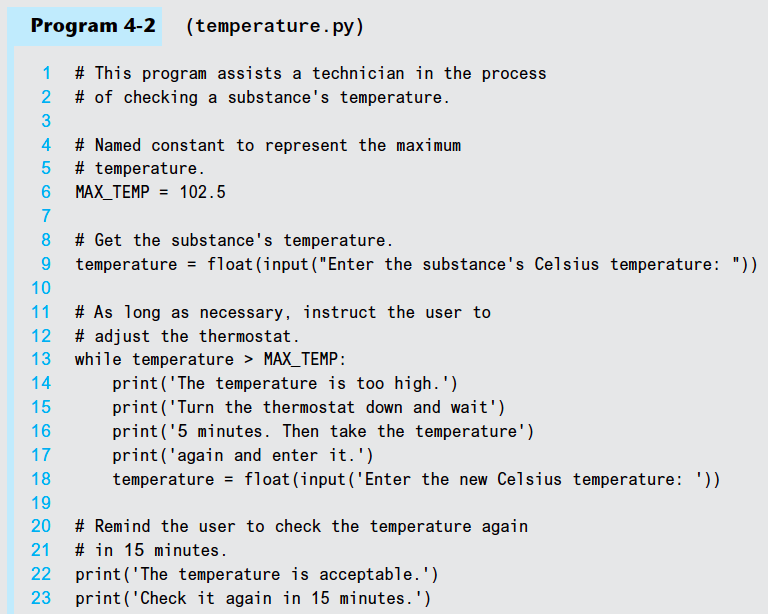 Program 4-2 (temperature.py)
1 # This program assists a technician in the process
2 # of checking a substance's temperature.
3
4 # Named constant to represent the maximum
5 # temperature.
6 MAX_TEMP = 102.5
7
8 # Get the substance's temperature.
9 temperature = float(input("Enter the substance's Celsius temperature: "))
10
11 # As long as necessary, instruct the user to
12 # adjust the thermostat.
13 while temperature > MAX_TEMP:
14     print('The temperature is too high.')
15     print('Turn the thermostat down and wait')
16     print('5 minutes. Then take the temperature')
17     print('again and enter it.')
18     temperature = float(input('Enter the new Celsius temperature: '))
19
20 # Remind the user to check the temperature again
21 # in 15 minutes.
22 print('The temperature is acceptable.')
23 print('Check it again in 15 minutes.')